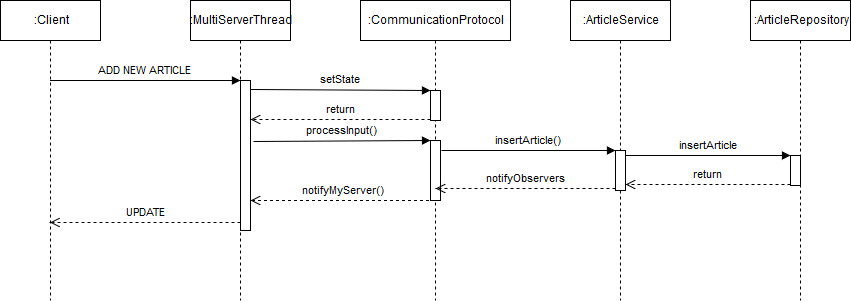 :Client
:MultiServerThread
:CommunicationProtocol
:ArticleService
:ArticleRepository
ADD NEW ARTICLE
setState
return
processInput()
insertArticle()
insertArticle
return
notifyObservers
notifyMyServer()
UPDATE